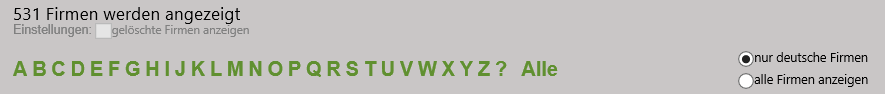 531 Firmen werden angezeigt
Einstellungen: gelöschte Firmen anzeigen
nur deutsche Firmen
A B C D E F G H I J K L M N O P Q R S T U V W X Y Z ? Alle
alle Firmen anzeigen